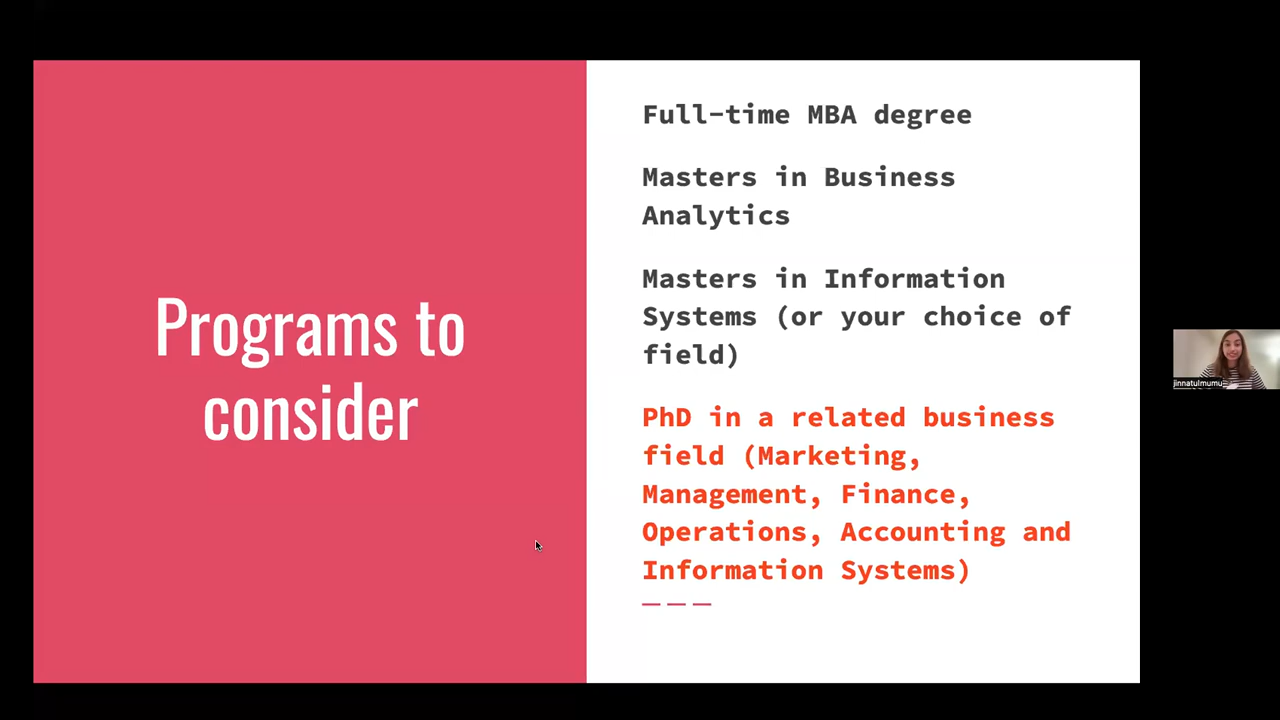 Programs to
consider
Full-time MBA degree
Masters in Business
Analytics
Masters in Information
Systems (or your choice of
field)
PhD in a related business
field (Marketing,
Management, Finance,
Operations, Accounting and
Information Systems)
jinnatulmumu